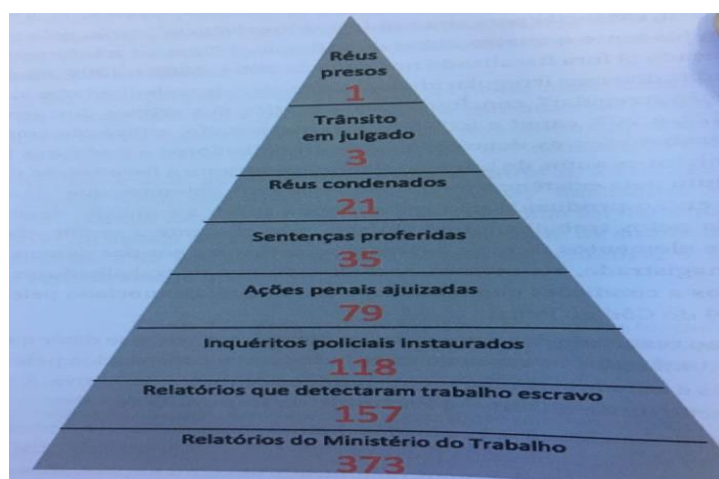 Réus
presos
1
Trânsito
em julgado
3
Réus condenados
21
Sentenças proferidas
35
Ações penais ajuizadas
79
Inquéritos policiais instaurados
118
Relatórios que detectaram trabalho escravo
157
Relatórios do Ministério do Trabalho
373